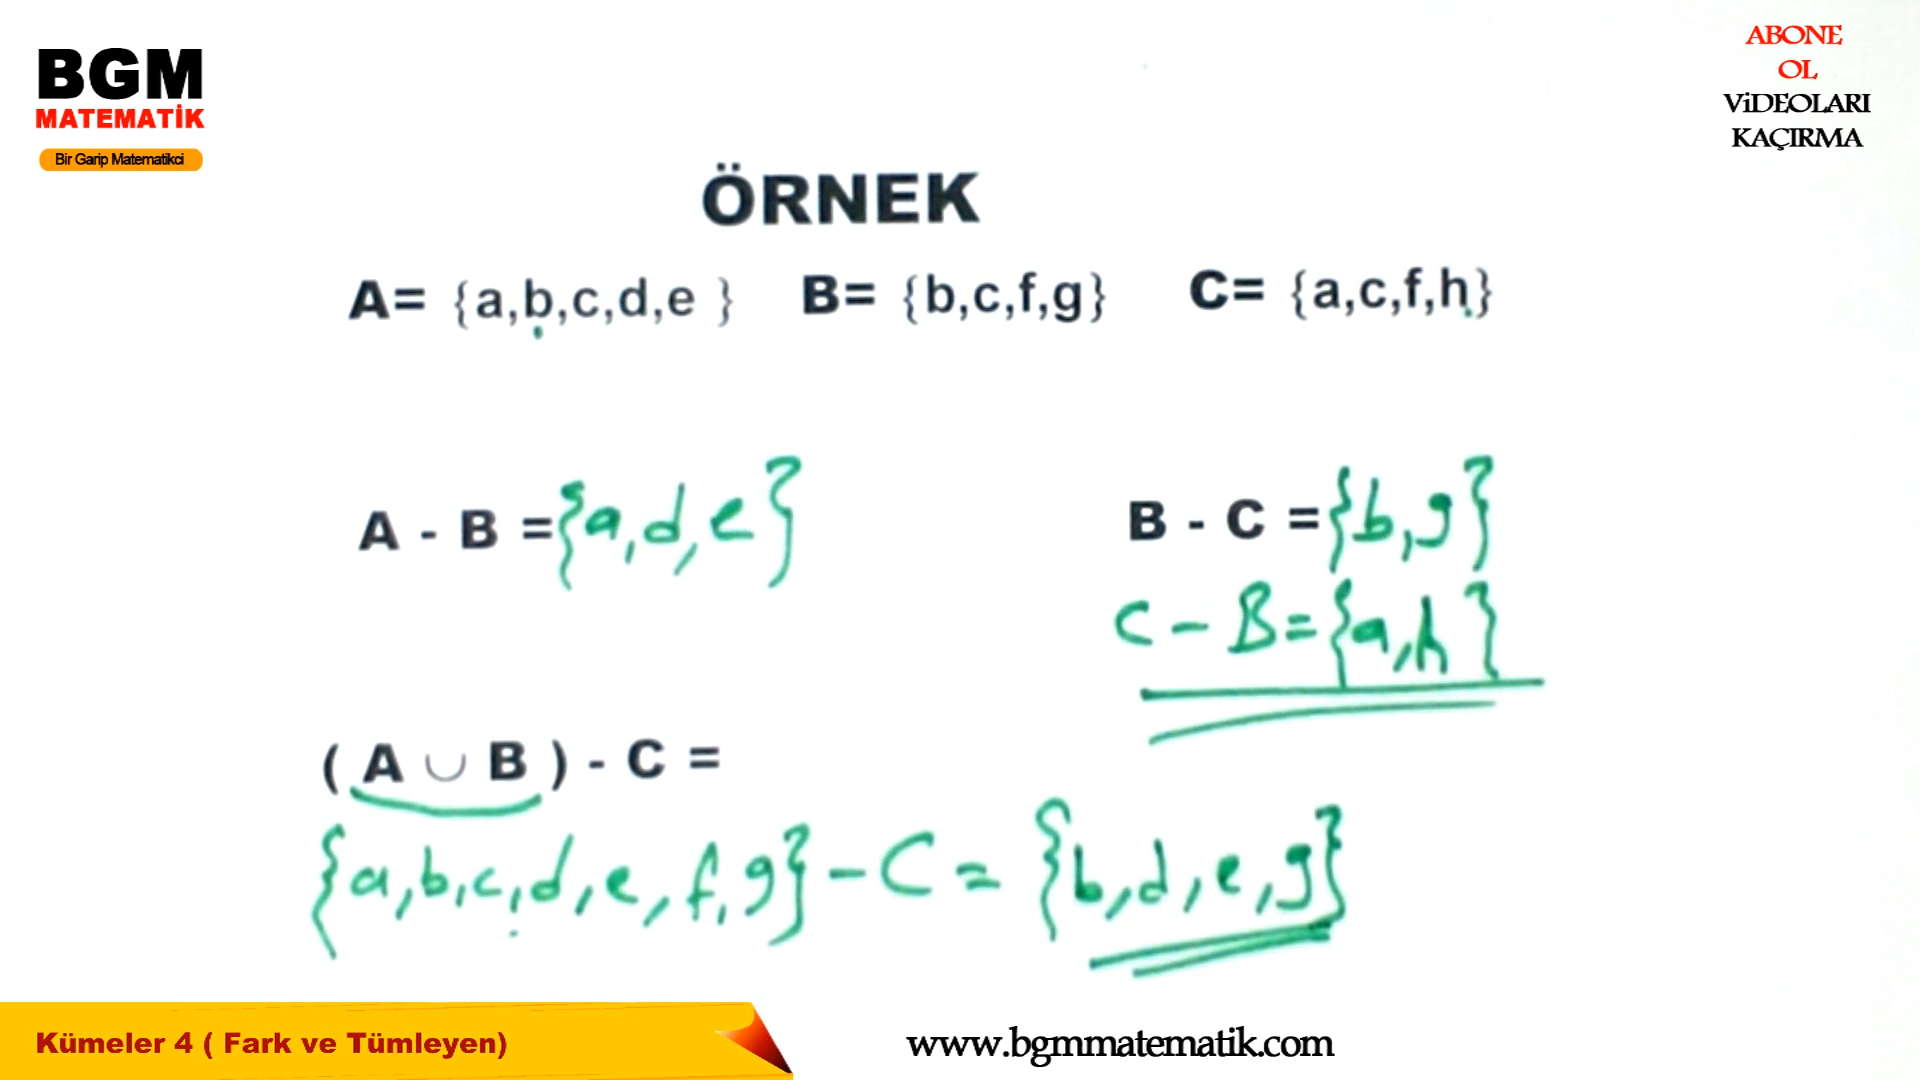 BGM
MATEMATİK
Bir Garip Matematikci
ABONE
OL
ViDEOLARI
KAÇIRMA
ÖRNEK
A= {a,b,c,d,e } B= {b,c,f,g} C= {a,c,f,h}
A - B ={a,d,e} B - C ={b,g}
C - B={a,h}
( A ∪ B ) - C =
{a,b,c,d,e,f,g} - C = {b,d,e,g}
Kümeler 4 ( Fark ve Tümleyen)
www.bgmmatematik.com